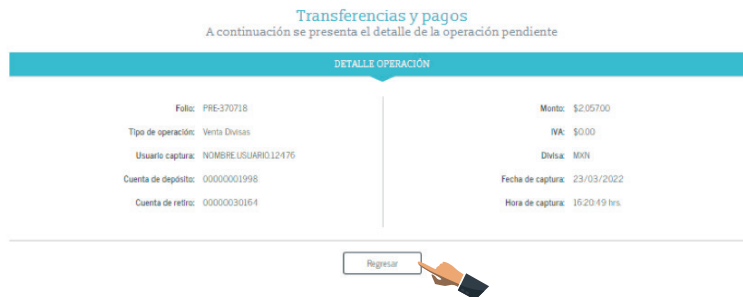 Transferencias y pagos
A continuación se presenta el detalle de la operación pendiente
DETALLE OPERACIÓN
Folio: PRE-370718
Tipo de operación: Venta Divisas
Usuario captura: NOMBRE.USUARIO.12476
Cuenta de depósito: 00000001998
Cuenta de retiro: 00000030164
Monto: $2,057.00
IVA: $0.00
Divisa: MXN
Fecha de captura: 23/03/2022
Hora de captura: 16:20:49 hrs.
Regresar